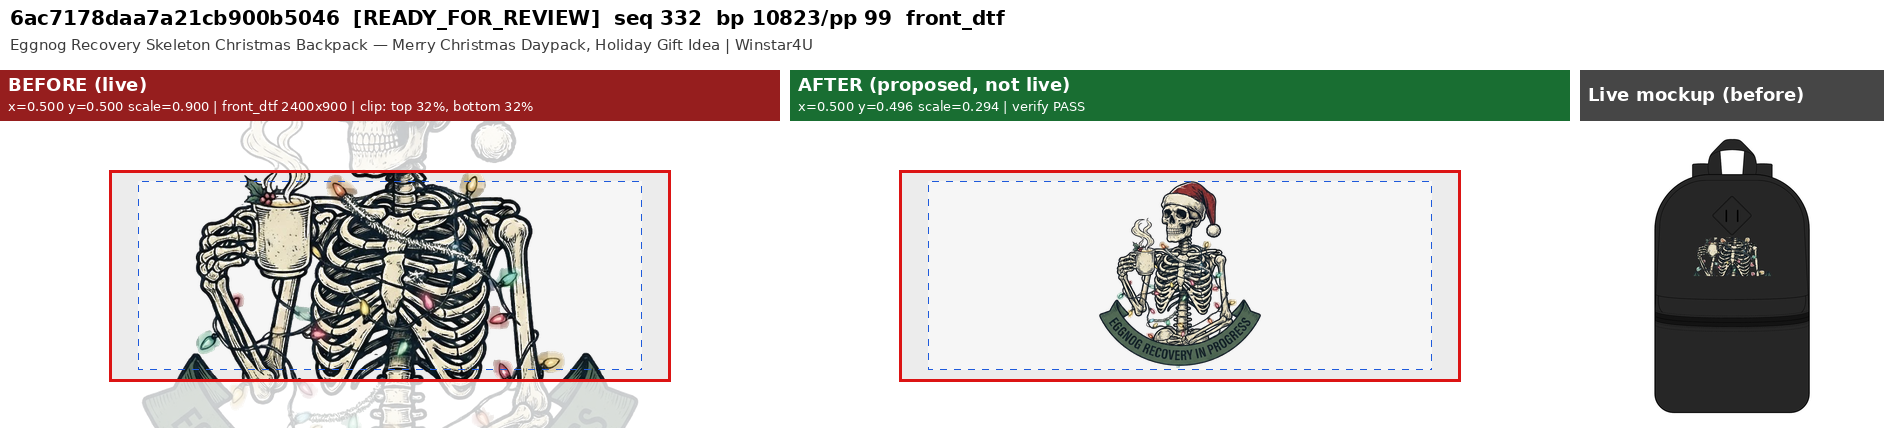 6ac7178daa7a21cb900b5046 [READY_FOR_REVIEW] seq 332 bp 10823/pp 99 front_dtf
Eggnog Recovery Skeleton Christmas Backpack — Merry Christmas Daypack, Holiday Gift Idea | Winstar4U
BEFORE (live)
x=0.500 y=0.500 scale=0.900 | front_dtf 2400x900 | clip: top 32%, bottom 32%
AFTER (proposed, not live)
x=0.500 y=0.496 scale=0.294 | verify PASS
Live mockup (before)
EGGNOG RECOVERY IN PROGRESS